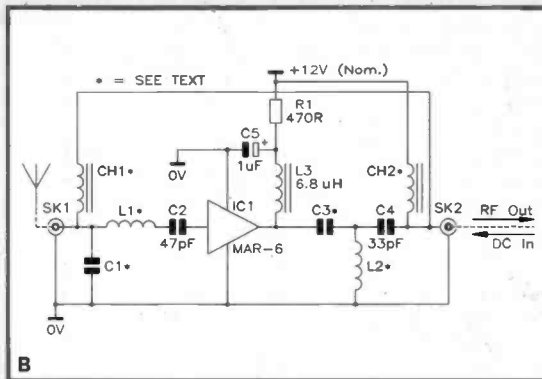 * = SEE TEXT
+12V (Nom.)
R1
470R
C5
+
1uF
0V
CH1*
L3
6.8 uH
CH2*
SK1
L1*
C2
47pF
IC1
MAR-6
C3*
C4
33pF
SK2
RF Out
DC In
C1*
L2*
0V
B